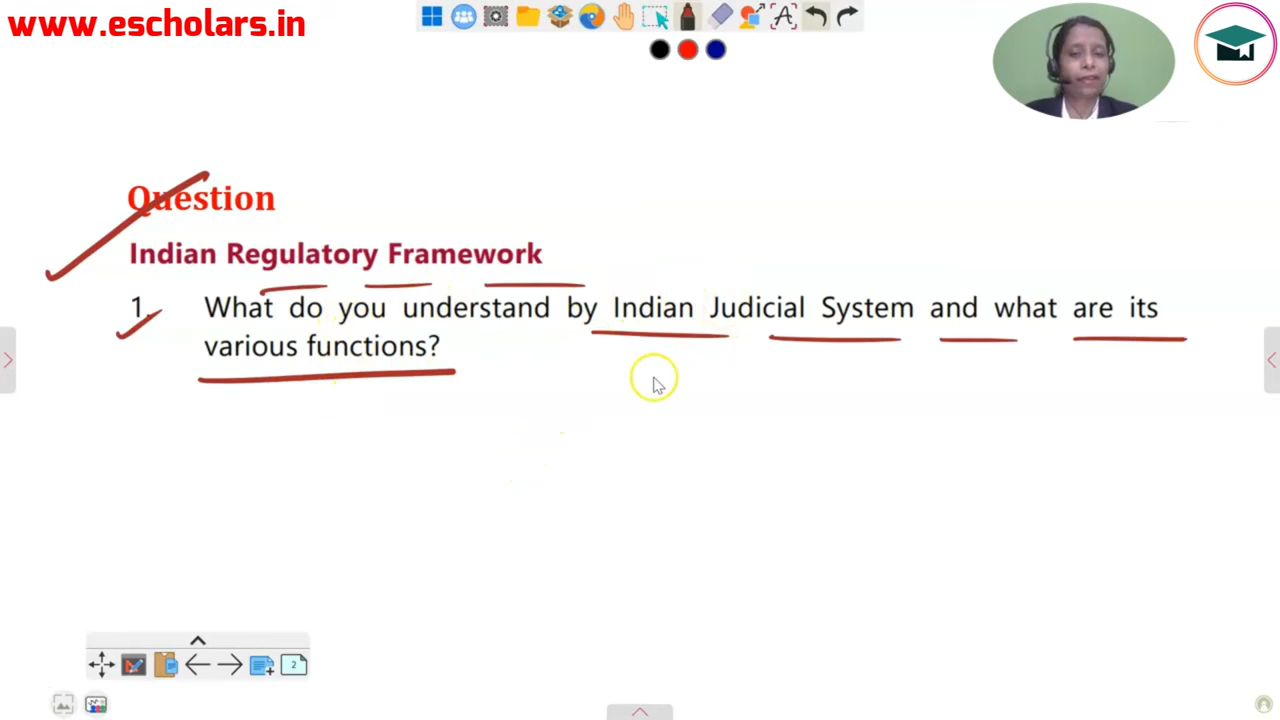 www.escholars.in
Question
Indian Regulatory Framework
1. What do you understand by Indian Judicial System and what are its
various functions?
2